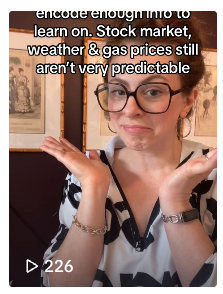 encode enough info to
learn on. Stock market,
weather & gas prices still
aren't very predictable
226